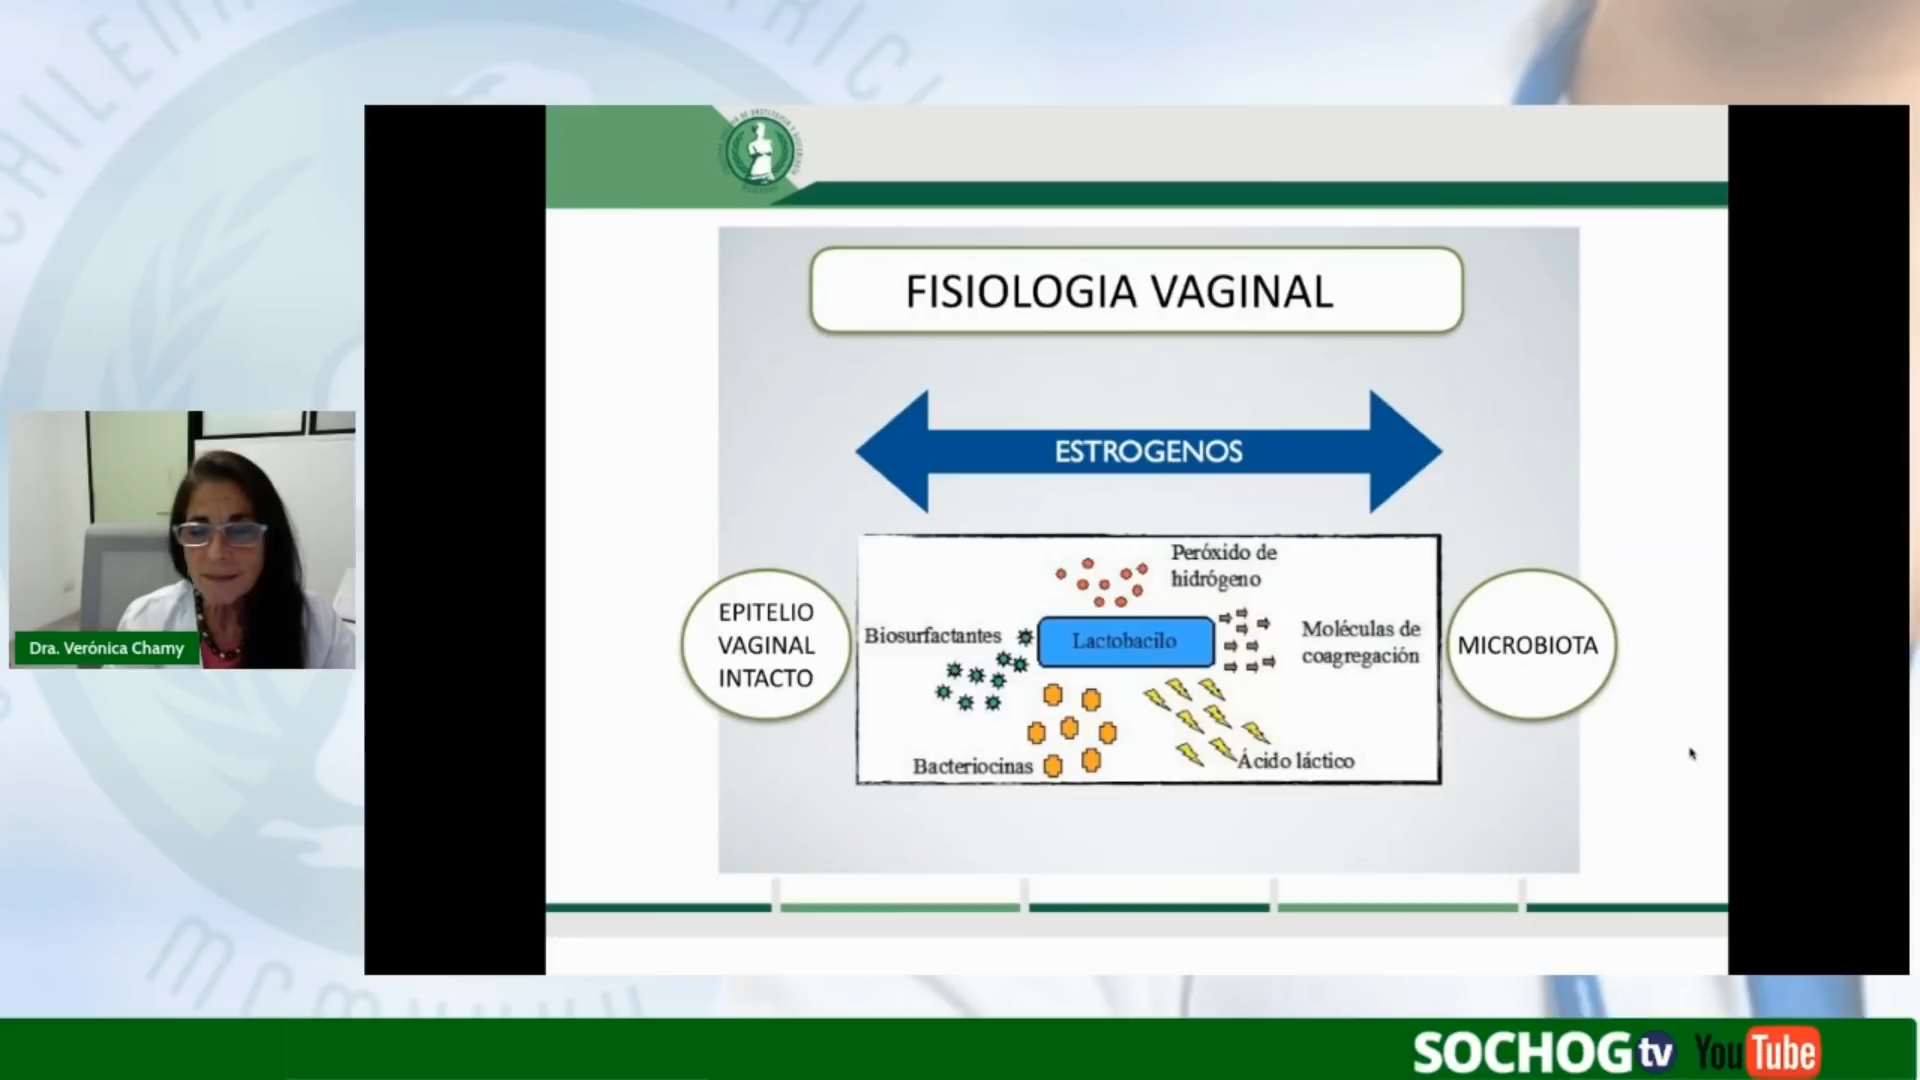 FISIOLOGIA VAGINAL
ESTROGENOS
EPITELIO
VAGINAL
INTACTO
Peróxido de
hidrógeno
Biosurfactantes
Lactobacilo
Moléculas de
coagregación
Bacteriocinas
Ácido láctico
MICROBIOTA
Dra. Verónica Chamy
SOCHOG tv YouTube